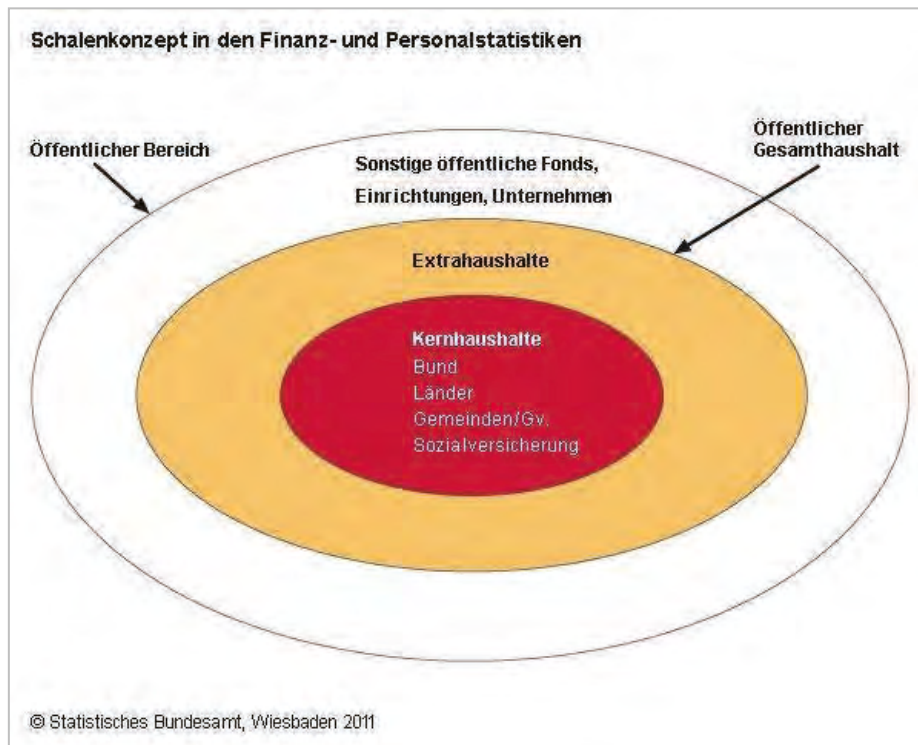 Schalenkonzept in den Finanz- und Personalstatistiken
Öffentlicher Bereich
Öffentlicher
Gesamthaushalt
Sonstige öffentliche Fonds,
Einrichtungen, Unternehmen
Extrahaushalte
Kernhaushalte
Bund
Länder
Gemeinden/Gv.
Sozialversicherung
© Statistisches Bundesamt, Wiesbaden 2011